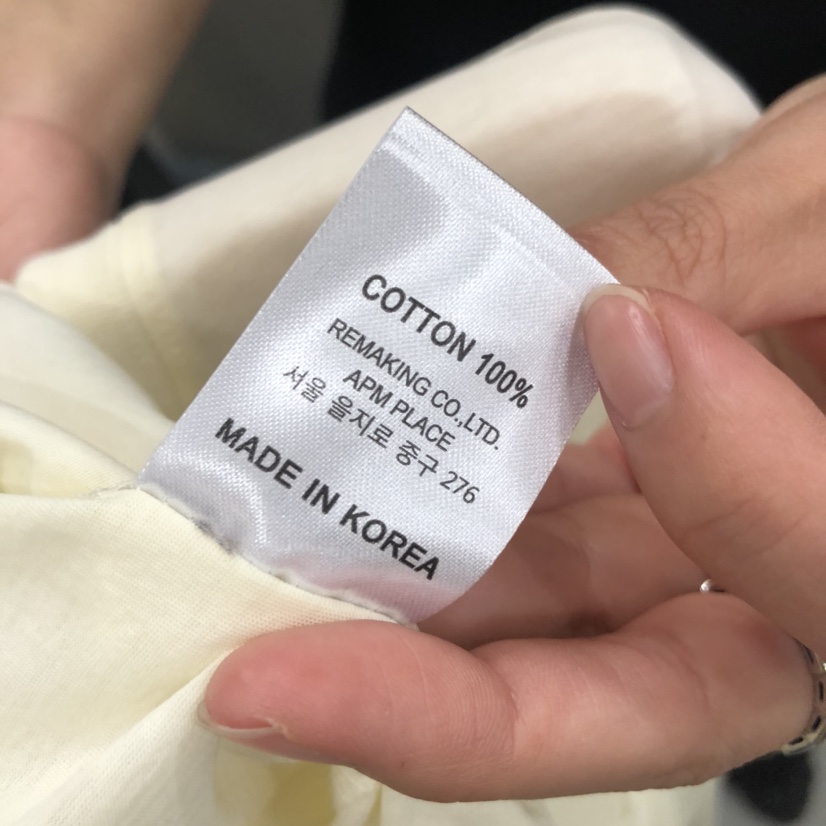 COTTON 100%
REMAKING CO.,LTD.
APM PLACE
서울 을지로 중구 276
MADE IN KOREA